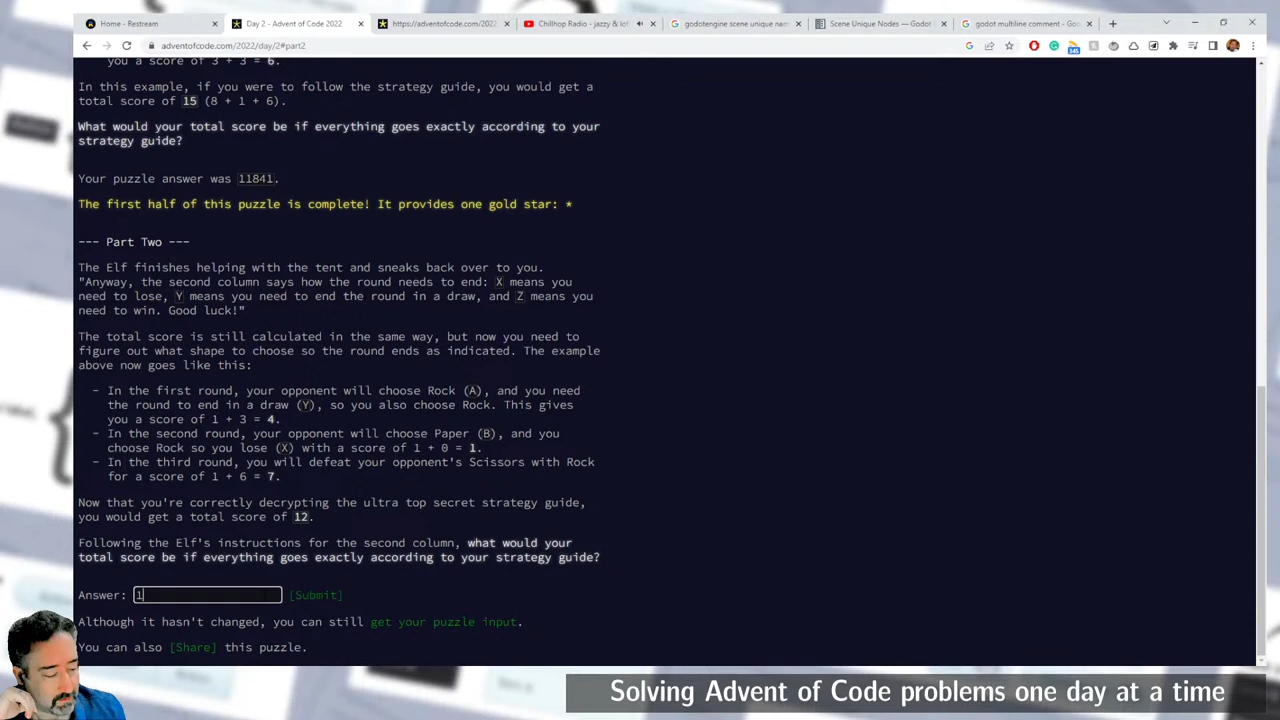 Home - Restream
Day 2 - Advent of Code 2022
https://adventofcode.com/2022
Chillhop Radio - jazzy & lof
godotengine scene unique nam
Scene Unique Nodes — Godot
godot multiline comment - Goo
adventofcode.com/2022/day/2#part2
345
you a score of 3 + 3 = 6.
In this example, if you were to follow the strategy guide, you would get a
total score of 15 (8 + 1 + 6).
What would your total score be if everything goes exactly according to your
strategy guide?
Your puzzle answer was 11841.
The first half of this puzzle is complete! It provides one gold star: *
--- Part Two ---
The Elf finishes helping with the tent and sneaks back over to you.
"Anyway, the second column says how the round needs to end: X means you
need to lose, Y means you need to end the round in a draw, and Z means you
need to win. Good luck!"
The total score is still calculated in the same way, but now you need to
figure out what shape to choose so the round ends as indicated. The example
above now goes like this:
- In the first round, your opponent will choose Rock (A), and you need
the round to end in a draw (Y), so you also choose Rock. This gives
you a score of 1 + 3 = 4.
- In the second round, your opponent will choose Paper (B), and you
choose Rock so you lose (X) with a score of 1 + 0 = 1.
- In the third round, you will defeat your opponent's Scissors with Rock
for a score of 1 + 6 = 7.
Now that you're correctly decrypting the ultra top secret strategy guide,
you would get a total score of 12.
Following the Elf's instructions for the second column, what would your
total score be if everything goes exactly according to your strategy guide?
Answer: 1 [Submit]
Although it hasn't changed, you can still get your puzzle input.
You can also [Share] this puzzle.
Solving Advent of Code problems one day at a time